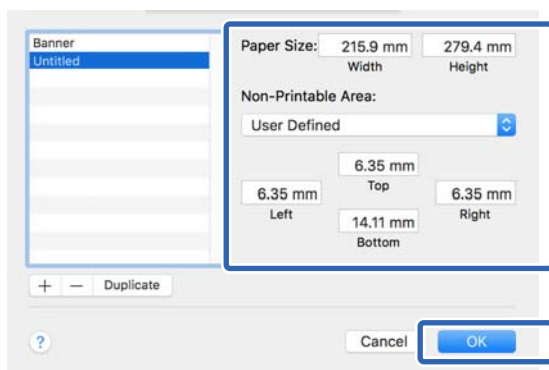 Banner
Untitled
Paper Size: 215.9 mm 279.4 mm
Width Height
Non-Printable Area:
User Defined
6.35 mm
Top
6.35 mm 6.35 mm
Left Right
14.11 mm
Bottom
+ − Duplicate
? Cancel OK